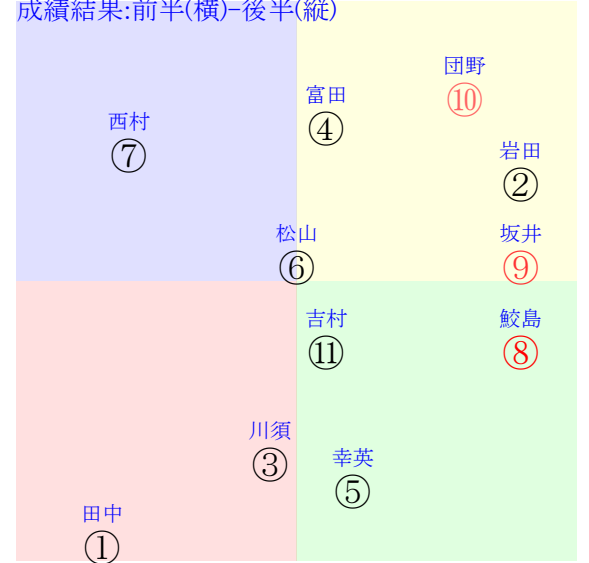 成績結果:前半(横)-後半(縦)
団野
⑩
富田
④
西村
⑦
岩田
②
松山
⑥
坂井
⑨
吉村
⑪
鮫島
⑧
川須
③
幸英
⑤
田中
①